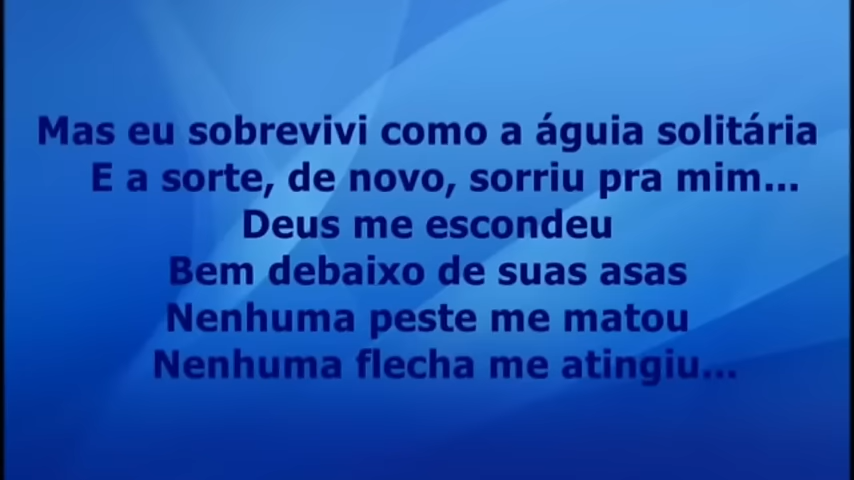 Mas eu sobrevivi como a águia solitária
E a sorte, de novo, sorriu pra mim...
Deus me escondeu
Bem debaixo de suas asas
Nenhuma peste me matou
Nenhuma flecha me atingiu...